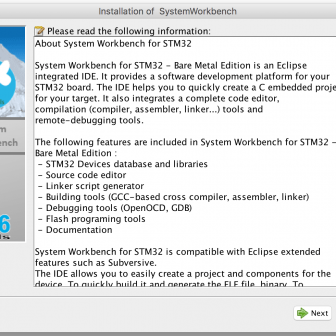 Installation of SystemWorkbench
Please read the following information:
About System Workbench for STM32
System Workbench for STM32 - Bare Metal Edition is an Eclipse
integrated IDE. It provides a software development platform for your
STM32 board. The IDE helps you to quickly create a C embedded proje
for your target. It also integrates a complete code editor,
compilation (compiler, assembler, linker...) tools and
remote-debugging tools.
The following features are included in System Workbench for STM32 -
Bare Metal Edition :
- STM32 Devices database and libraries
- Source code editor
- Linker script generator
- Building tools (GCC-based cross compiler, assembler, linker)
- Debugging tools (OpenOCD, GDB)
- Flash programing tools
- Documentation
System Workbench for STM32 is compatible with Eclipse extended
features such as Subversive.
The IDE allows you to easily create a project and components for the
device. To quickly build it and generate the ELF file, binary. To
m
ench
6
Next